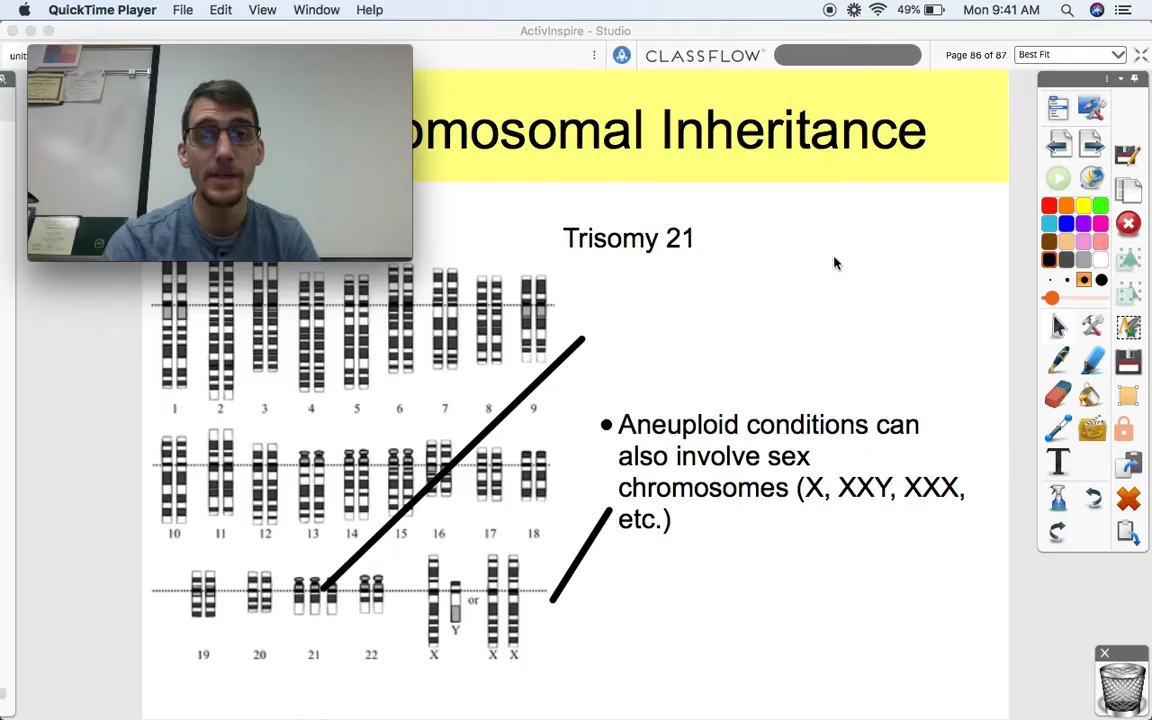 QuickTime Player File Edit View Window Help 49% Mon 9:41 AM
ActivInspire - Studio
CLASSFLOW Page 86 of 87 Best Fit
omosomal Inheritance
Trisomy 21
1 2 3 4 5 6 7 8 9
• Aneuploid conditions can
also involve sex
chromosomes (X, XXY, XXX,
etc.)
10 11 12 13 14 15 16 17 18
or
Y
19 20 21 22 X X X